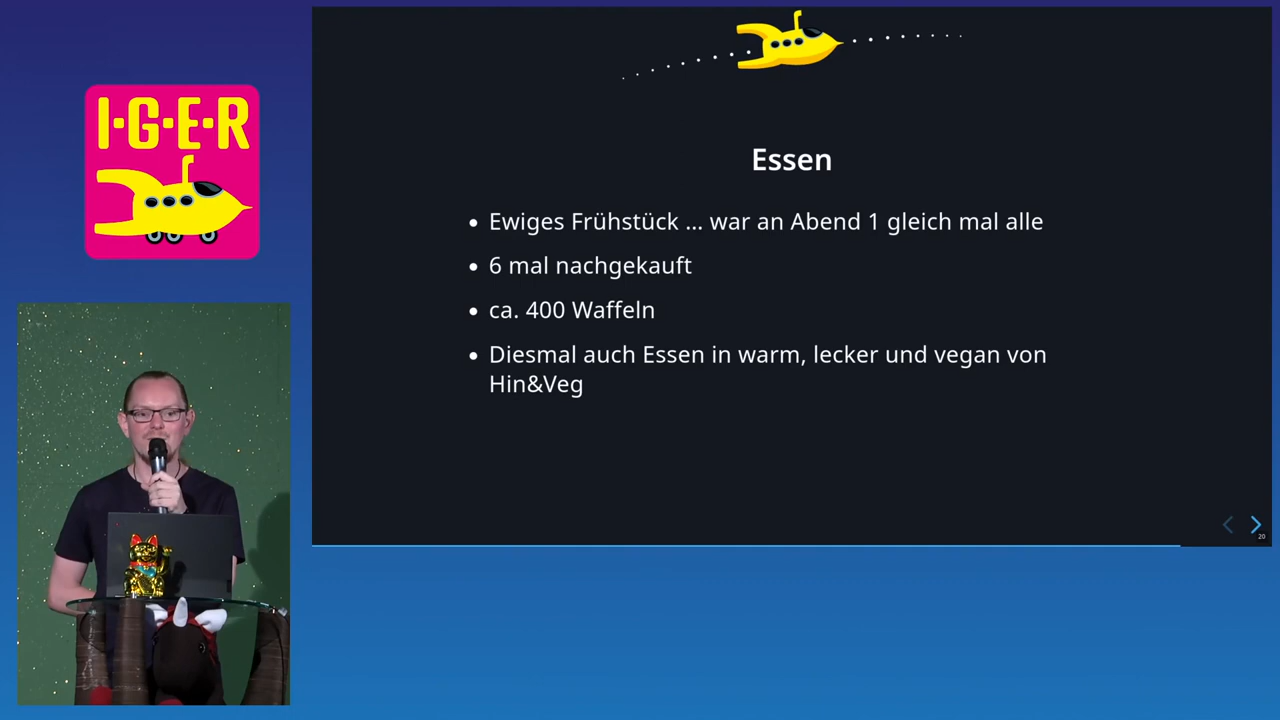 I·G·E·R
Essen
Ewiges Frühstück ... war an Abend 1 gleich mal alle
6 mal nachgekauft
ca. 400 Waffeln
Diesmal auch Essen in warm, lecker und vegan von
Hin&Veg
20